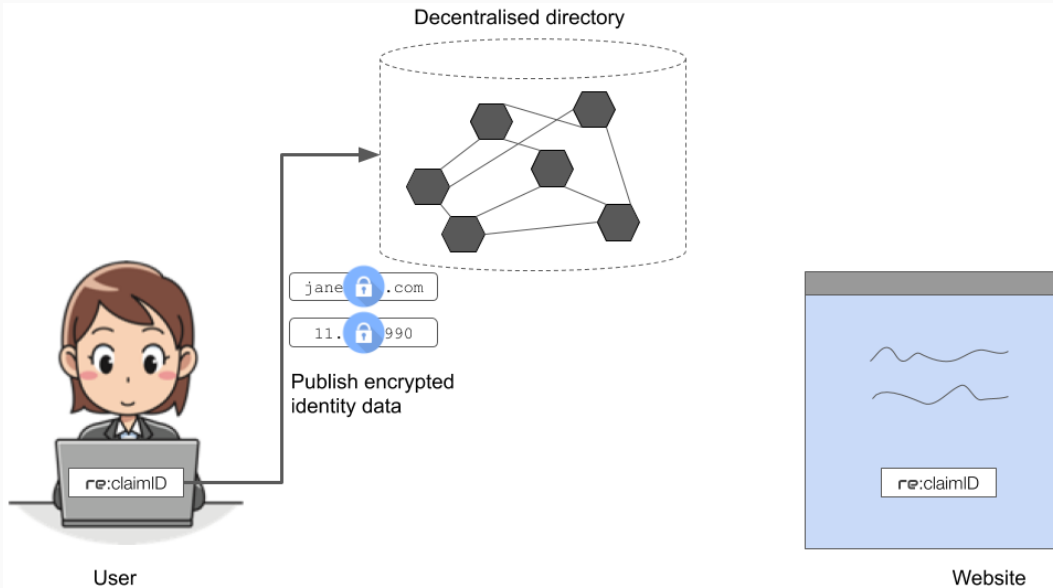 Decentralised directory
jane .com
11. 990
Publish encrypted
identity data
re:claimID
re:claimID
User
Website